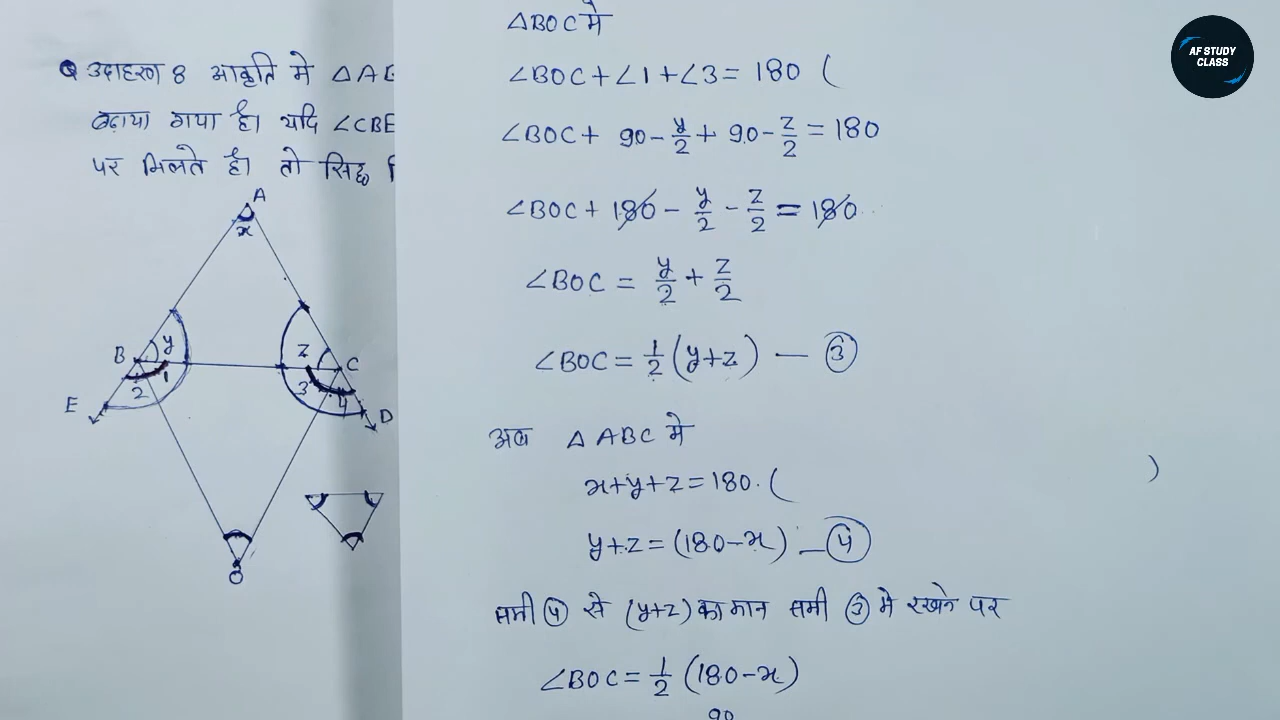 AF STUDY
CLASS
Q उदाहरण 8 आकृति मे △AB
बढ़ाया गया है। यदि ∠CBE
पर मिलते है। तो सिद्ध
A
x
B
y
1
2
E
z
C
3
4
D
O
△BOC मे
∠BOC+∠1+∠3= 180 (
∠BOC+ 90-y/2+ 90-z/2=180
∠BOC+ 180-y/2-z/2=180
∠BOC = y/2+z/2
∠BOC=1/2(y+z) — ③
अब △ABC मे
x+y+z=180. ( )
y+z=(180-x) —④
समी ④ से (y+z) का मान समी ③ मे रखने पर
∠BOC=1/2(180-x)
90